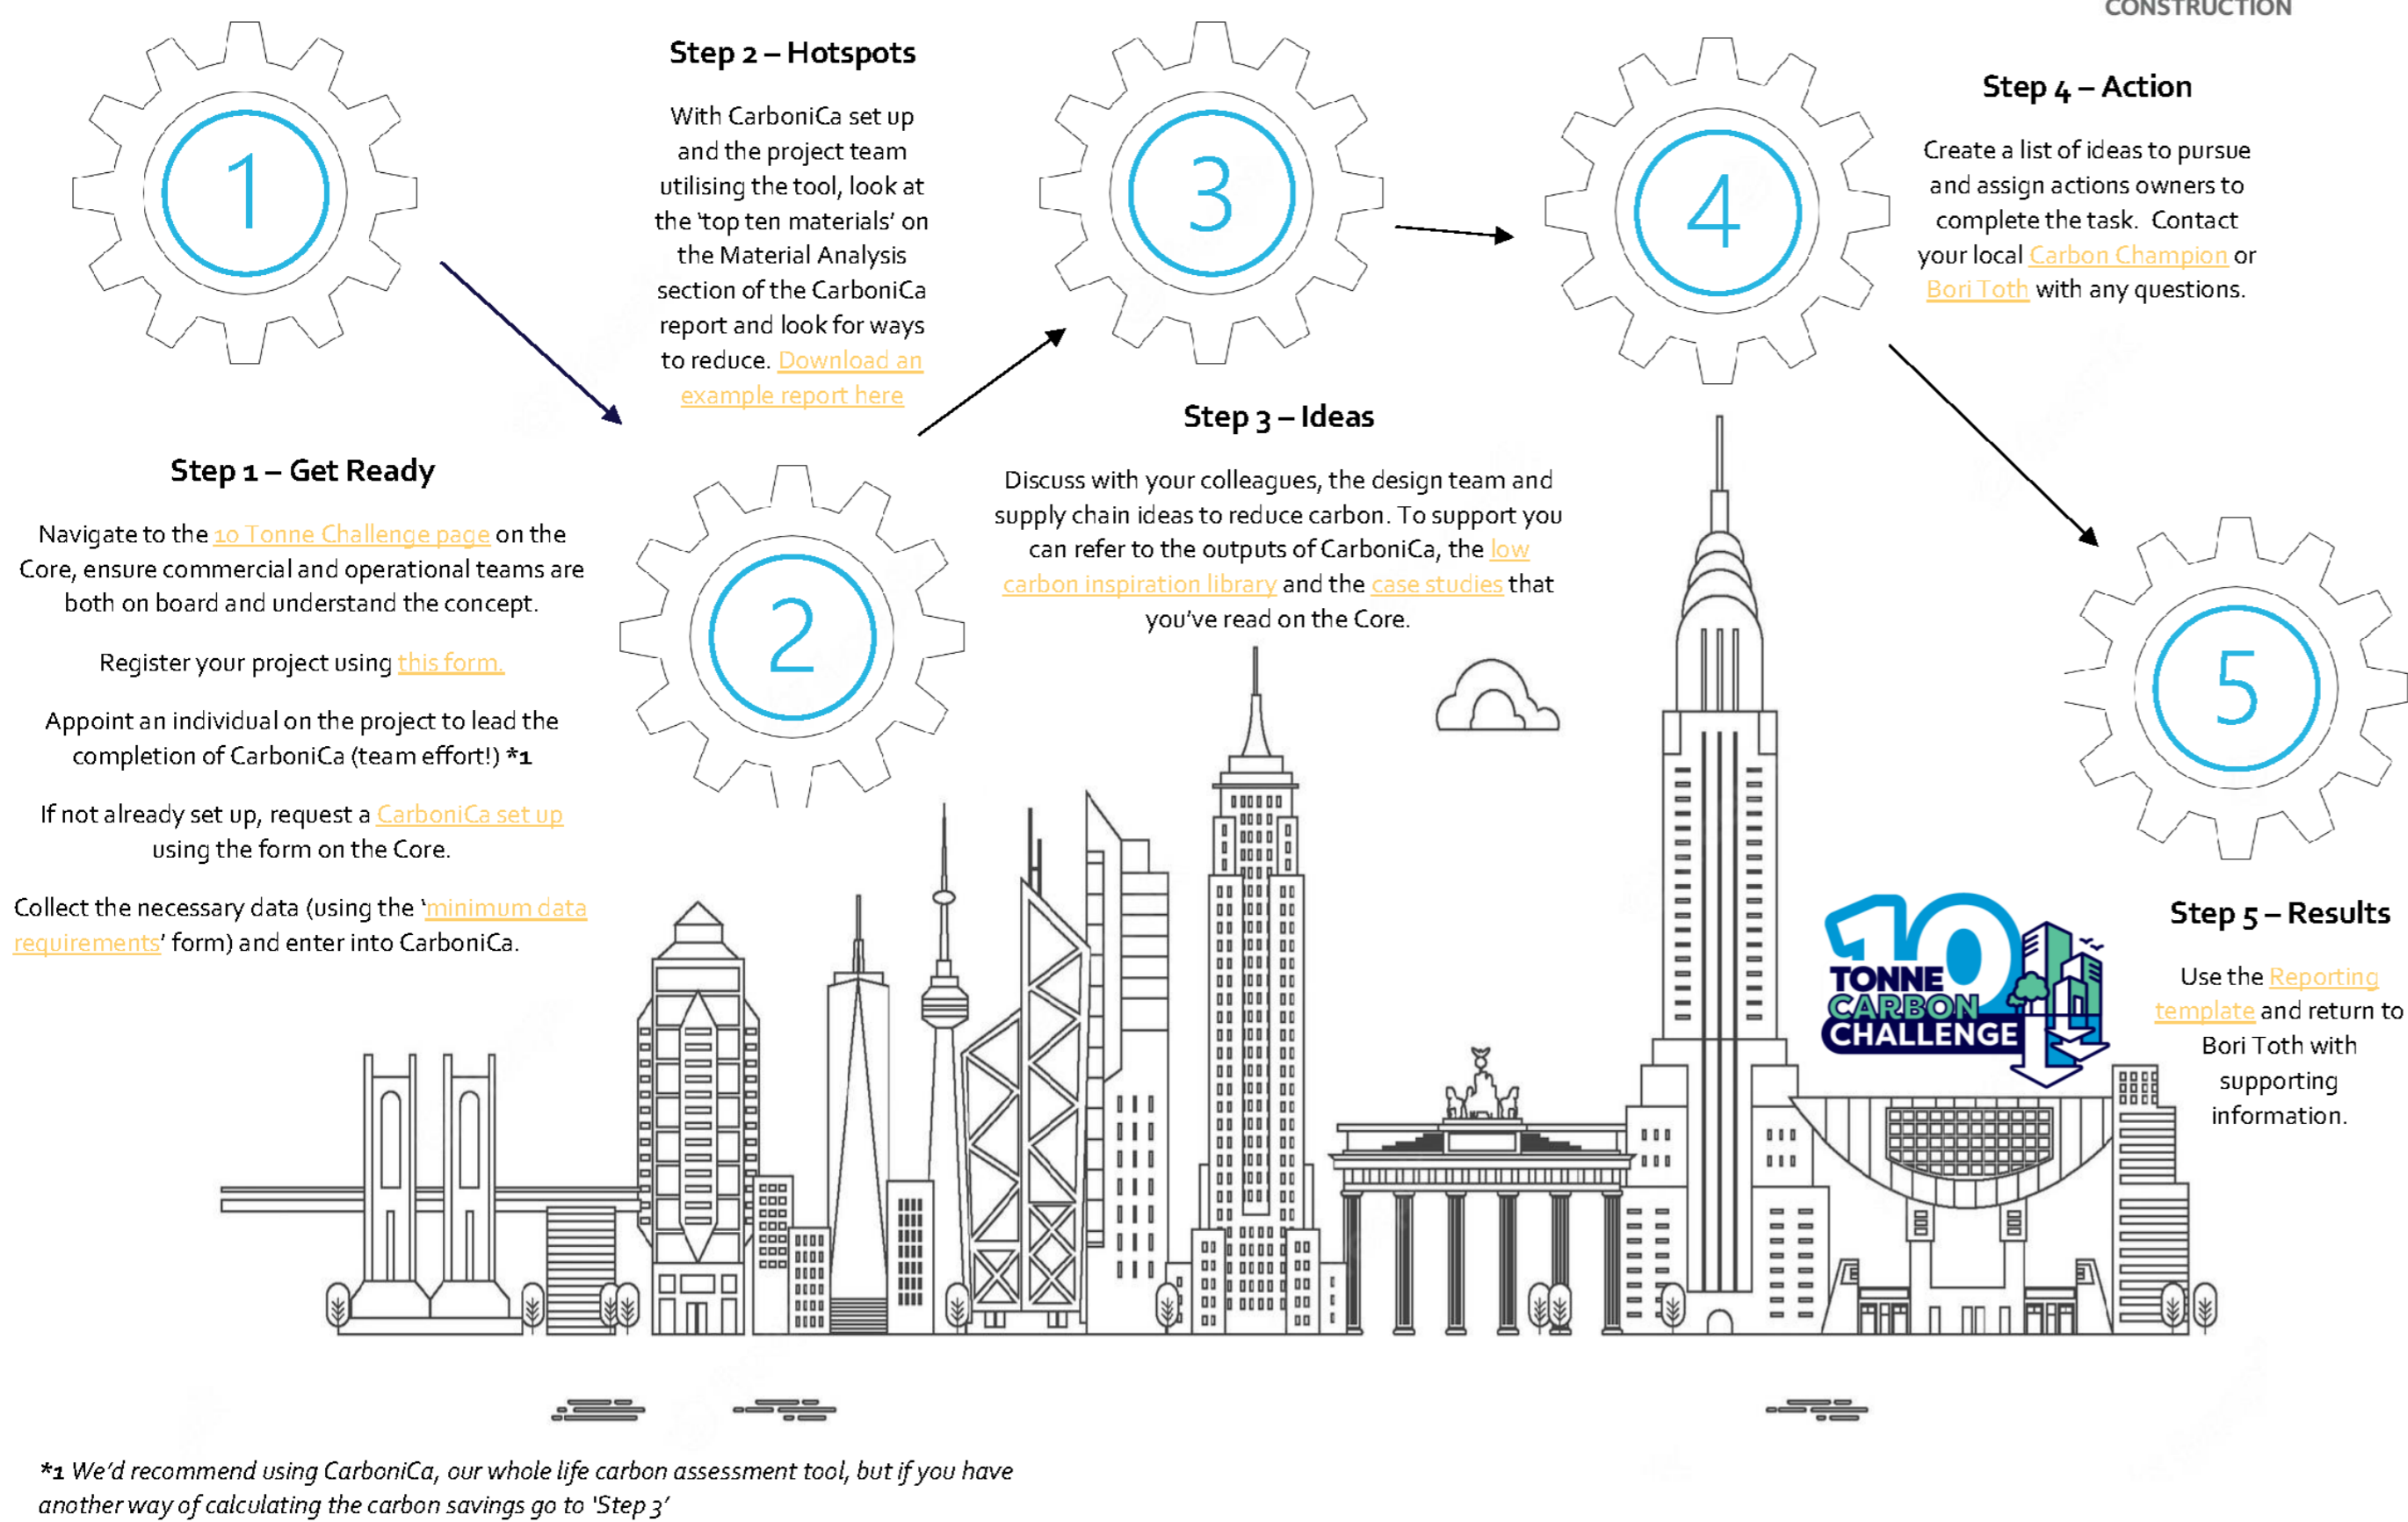 CONSTRUCTION
1
Step 1 – Get Ready
Navigate to the 10 Tonne Challenge page on the
Core, ensure commercial and operational teams are
both on board and understand the concept.
Register your project using this form.
Appoint an individual on the project to lead the
completion of CarboniCa (team effort!) *1
If not already set up, request a CarboniCa set up
using the form on the Core.
Collect the necessary data (using the ‘minimum data
requirements’ form) and enter into CarboniCa.
Step 2 – Hotspots
With CarboniCa set up
and the project team
utilising the tool, look at
the ‘top ten materials’ on
the Material Analysis
section of the CarboniCa
report and look for ways
to reduce. Download an
example report here
2
3
Step 3 – Ideas
Discuss with your colleagues, the design team and
supply chain ideas to reduce carbon. To support you
can refer to the outputs of CarboniCa, the low
carbon inspiration library and the case studies that
you’ve read on the Core.
4
Step 4 – Action
Create a list of ideas to pursue
and assign actions owners to
complete the task. Contact
your local Carbon Champion or
Bori Toth with any questions.
5
Step 5 – Results
Use the Reporting
template and return to
Bori Toth with
supporting
information.
10
TONNE
CARBON
CHALLENGE
*1 We’d recommend using CarboniCa, our whole life carbon assessment tool, but if you have
another way of calculating the carbon savings go to ‘Step 3’